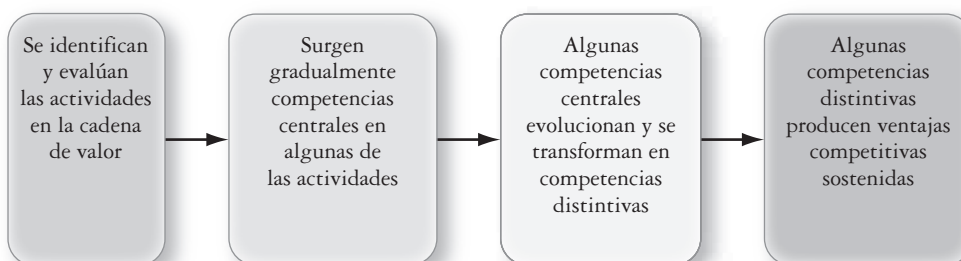 Se identifican
y evalúan
las actividades
en la cadena
de valor
Surgen
gradualmente
competencias
centrales en
algunas de
las actividades
Algunas
competencias
centrales
evolucionan y se
transforman en
competencias
distintivas
Algunas
competencias
distintivas
producen ventajas
competitivas
sostenidas